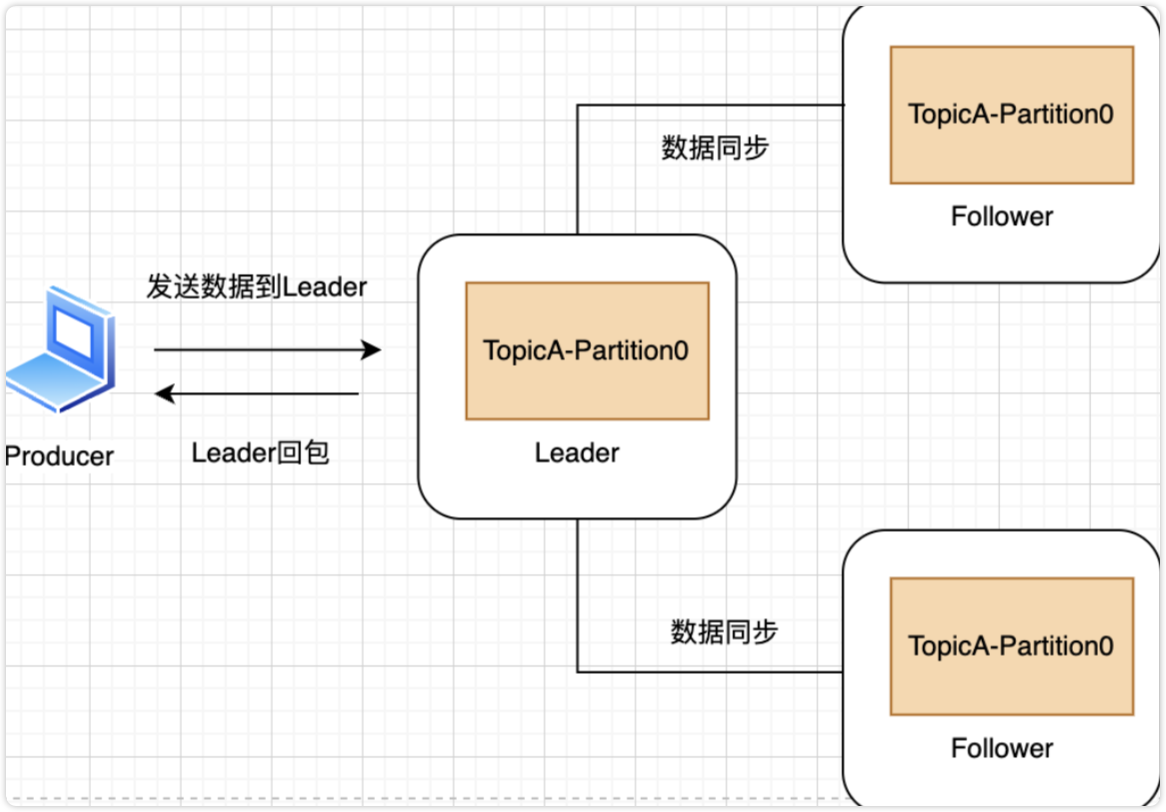 TopicA-Partition0
Follower
数据同步
发送数据到Leader
Leader回包
Producer
TopicA-Partition0
Leader
数据同步
TopicA-Partition0
Follower